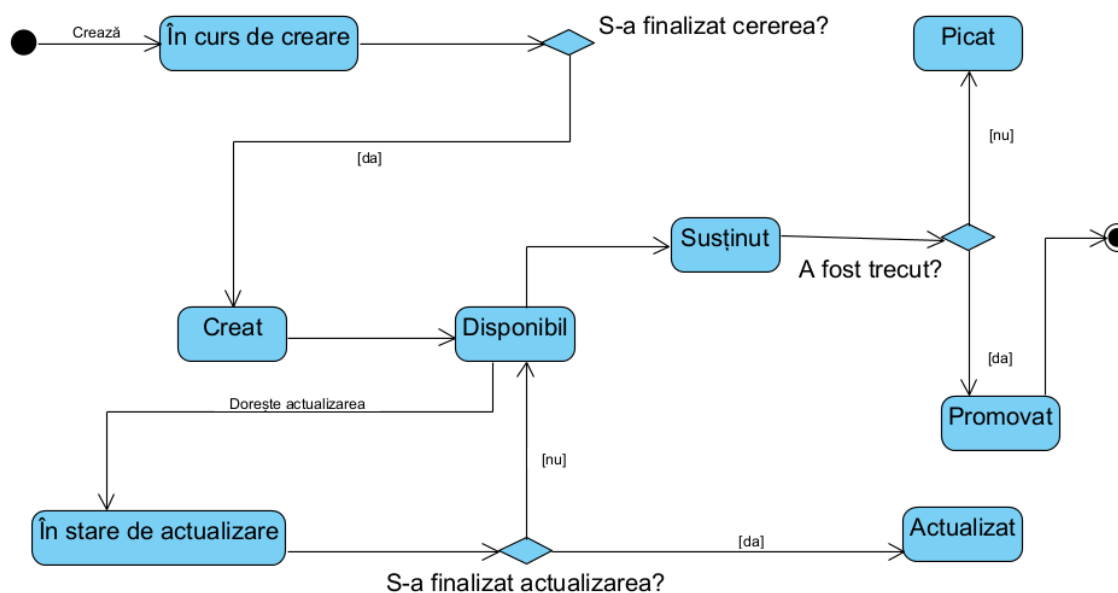 Crează
În curs de creare
S-a finalizat cererea?
Picat
[nu]
[da]
Susținut
A fost trecut?
Creat
Disponibil
[da]
Dorește actualizarea
Promovat
[nu]
În stare de actualizare
[da]
Actualizat
S-a finalizat actualizarea?